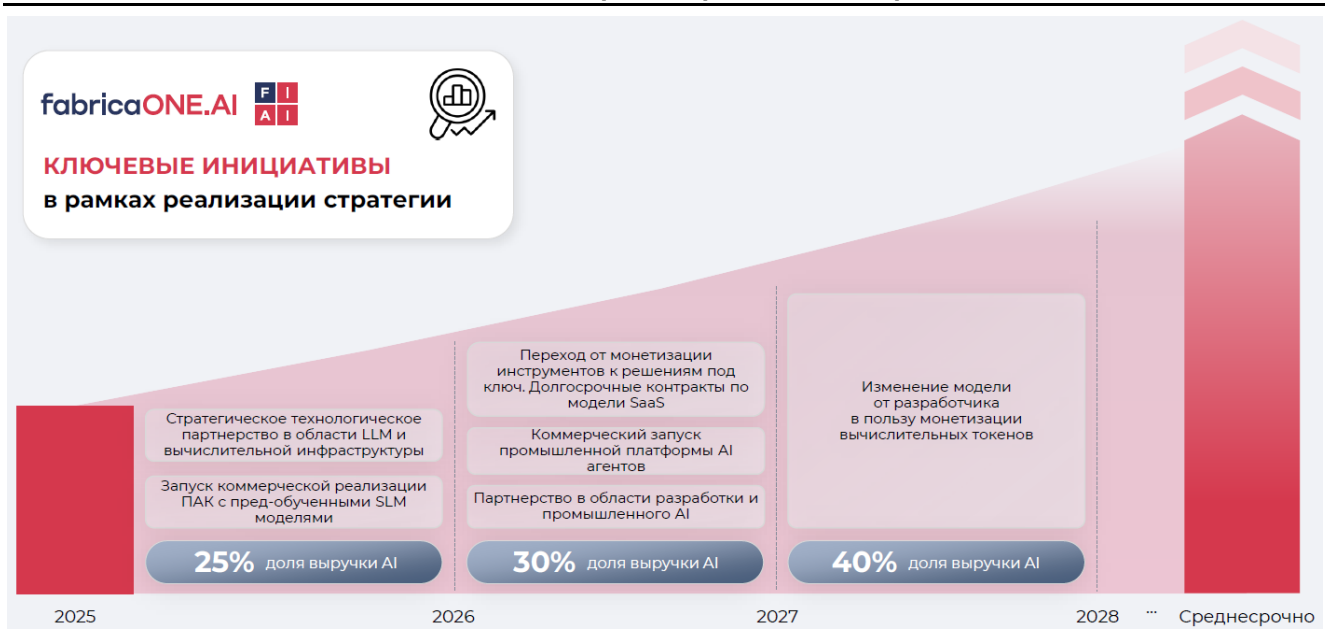 fabricaONE.AI
F I
A I
КЛЮЧЕВЫЕ ИНИЦИАТИВЫ
в рамках реализации стратегии
Стратегическое технологическое
партнерство в области LLM и
вычислительной инфраструктуры
Запуск коммерческой реализации
ПАК с пред-обученными SLM
моделями
25% доля выручки AI
Переход от монетизации
инструментов к решениям под
ключ. Долгосрочные контракты по
модели SaaS
Коммерческий запуск
промышленной платформы AI
агентов
Партнерство в области разработки и
промышленного AI
30% доля выручки AI
Изменение модели
от разработчика
в пользу монетизации
вычислительных токенов
40% доля выручки AI
2025 2026 2027 2028 ... Среднесрочно